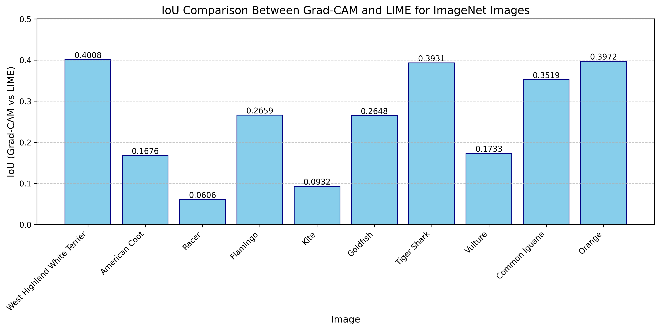 IoU Comparison Between Grad-CAM and LIME for ImageNet Images
IoU (Grad-CAM vs LIME)
0.5
0.4
0.3
0.2
0.1
0.0
0.4008
0.1676
0.0606
0.2659
0.0932
0.2648
0.3931
0.1733
0.3519
0.3972
West Highland White Terrier
American Coot
Racer
Flamingo
Kite
Goldfish
Tiger Shark
Vulture
Common Iguana
Orange
Image